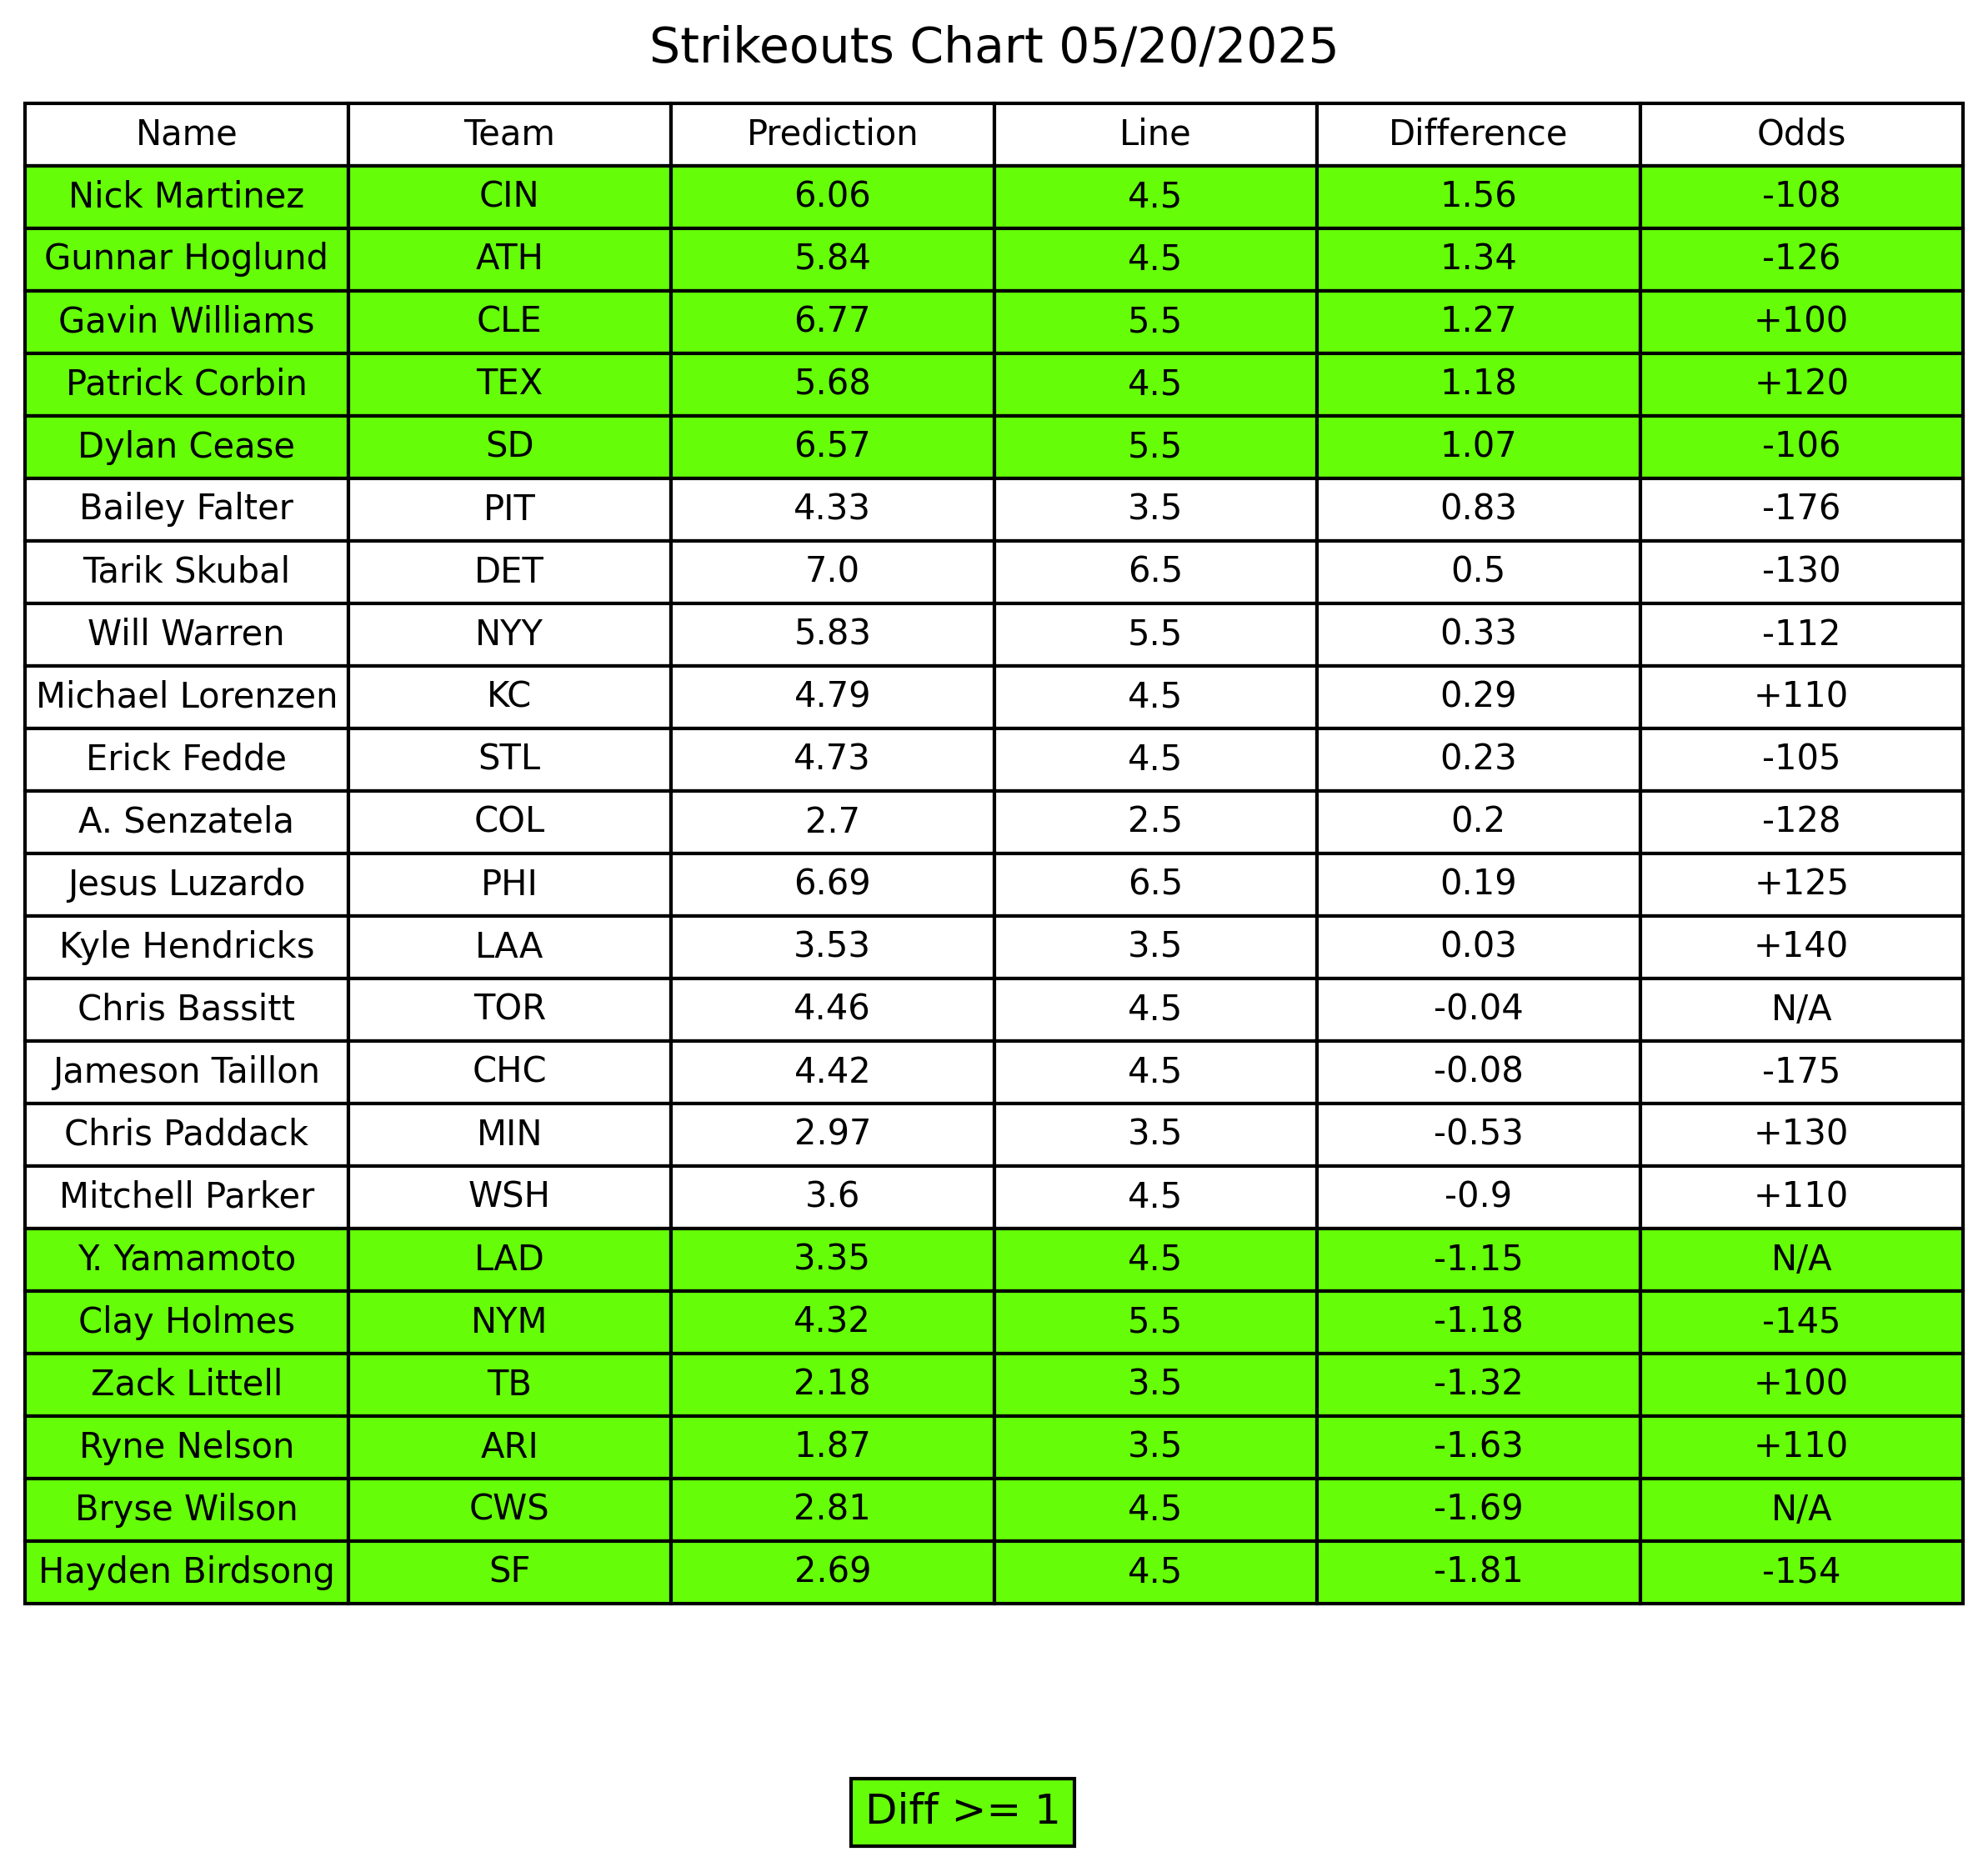 Strikeouts Chart 05/20/2025
Name Team Prediction Line Difference Odds
Nick Martinez CIN 6.06 4.5 1.56 -108
Gunnar Hoglund ATH 5.84 4.5 1.34 -126
Gavin Williams CLE 6.77 5.5 1.27 +100
Patrick Corbin TEX 5.68 4.5 1.18 +120
Dylan Cease SD 6.57 5.5 1.07 -106
Bailey Falter PIT 4.33 3.5 0.83 -176
Tarik Skubal DET 7.0 6.5 0.5 -130
Will Warren NYY 5.83 5.5 0.33 -112
Michael Lorenzen KC 4.79 4.5 0.29 +110
Erick Fedde STL 4.73 4.5 0.23 -105
A. Senzatela COL 2.7 2.5 0.2 -128
Jesus Luzardo PHI 6.69 6.5 0.19 +125
Kyle Hendricks LAA 3.53 3.5 0.03 +140
Chris Bassitt TOR 4.46 4.5 -0.04 N/A
Jameson Taillon CHC 4.42 4.5 -0.08 -175
Chris Paddack MIN 2.97 3.5 -0.53 +130
Mitchell Parker WSH 3.6 4.5 -0.9 +110
Y. Yamamoto LAD 3.35 4.5 -1.15 N/A
Clay Holmes NYM 4.32 5.5 -1.18 -145
Zack Littell TB 2.18 3.5 -1.32 +100
Ryne Nelson ARI 1.87 3.5 -1.63 +110
Bryse Wilson CWS 2.81 4.5 -1.69 N/A
Hayden Birdsong SF 2.69 4.5 -1.81 -154
Diff >= 1